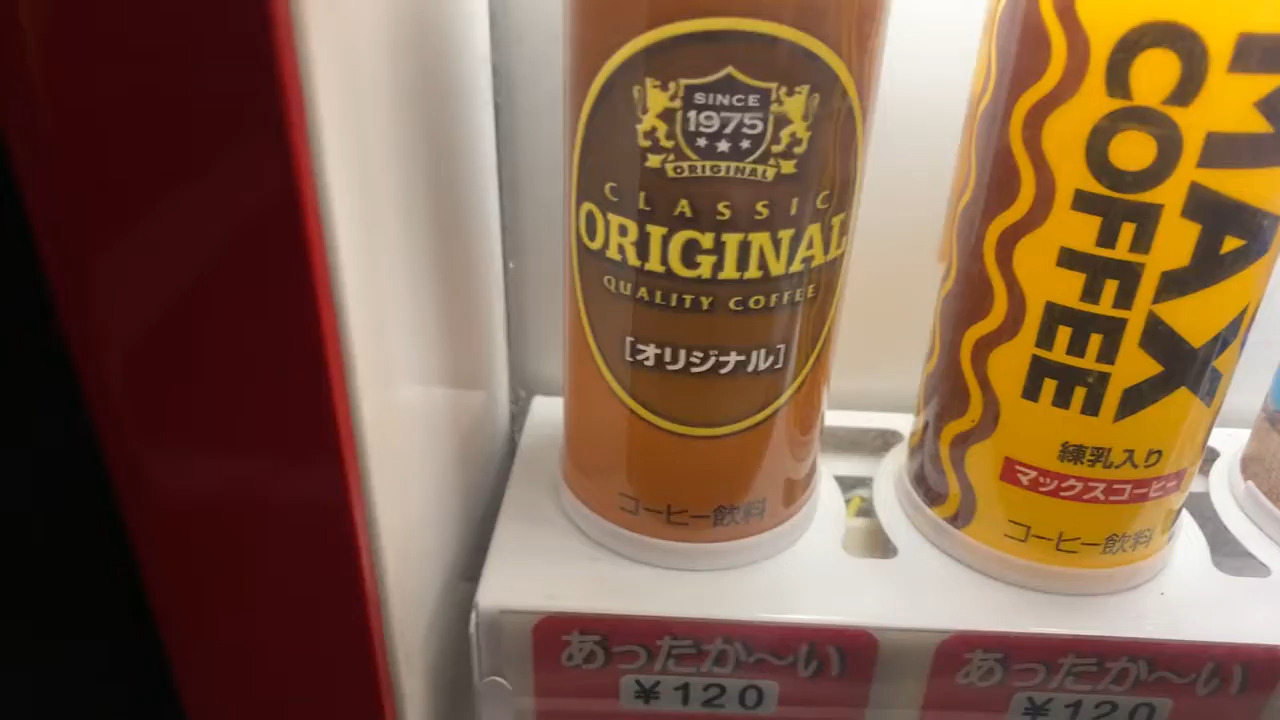 SINCE
1975
ORIGINAL
CLASSIC
ORIGINAL
QUALITY COFFEE
[オリジナル]
コーヒー飲料
MAX
COFFEE
練乳入り
マックスコーヒー
コーヒー飲料
あったか〜い
¥120
あったか〜い
¥120